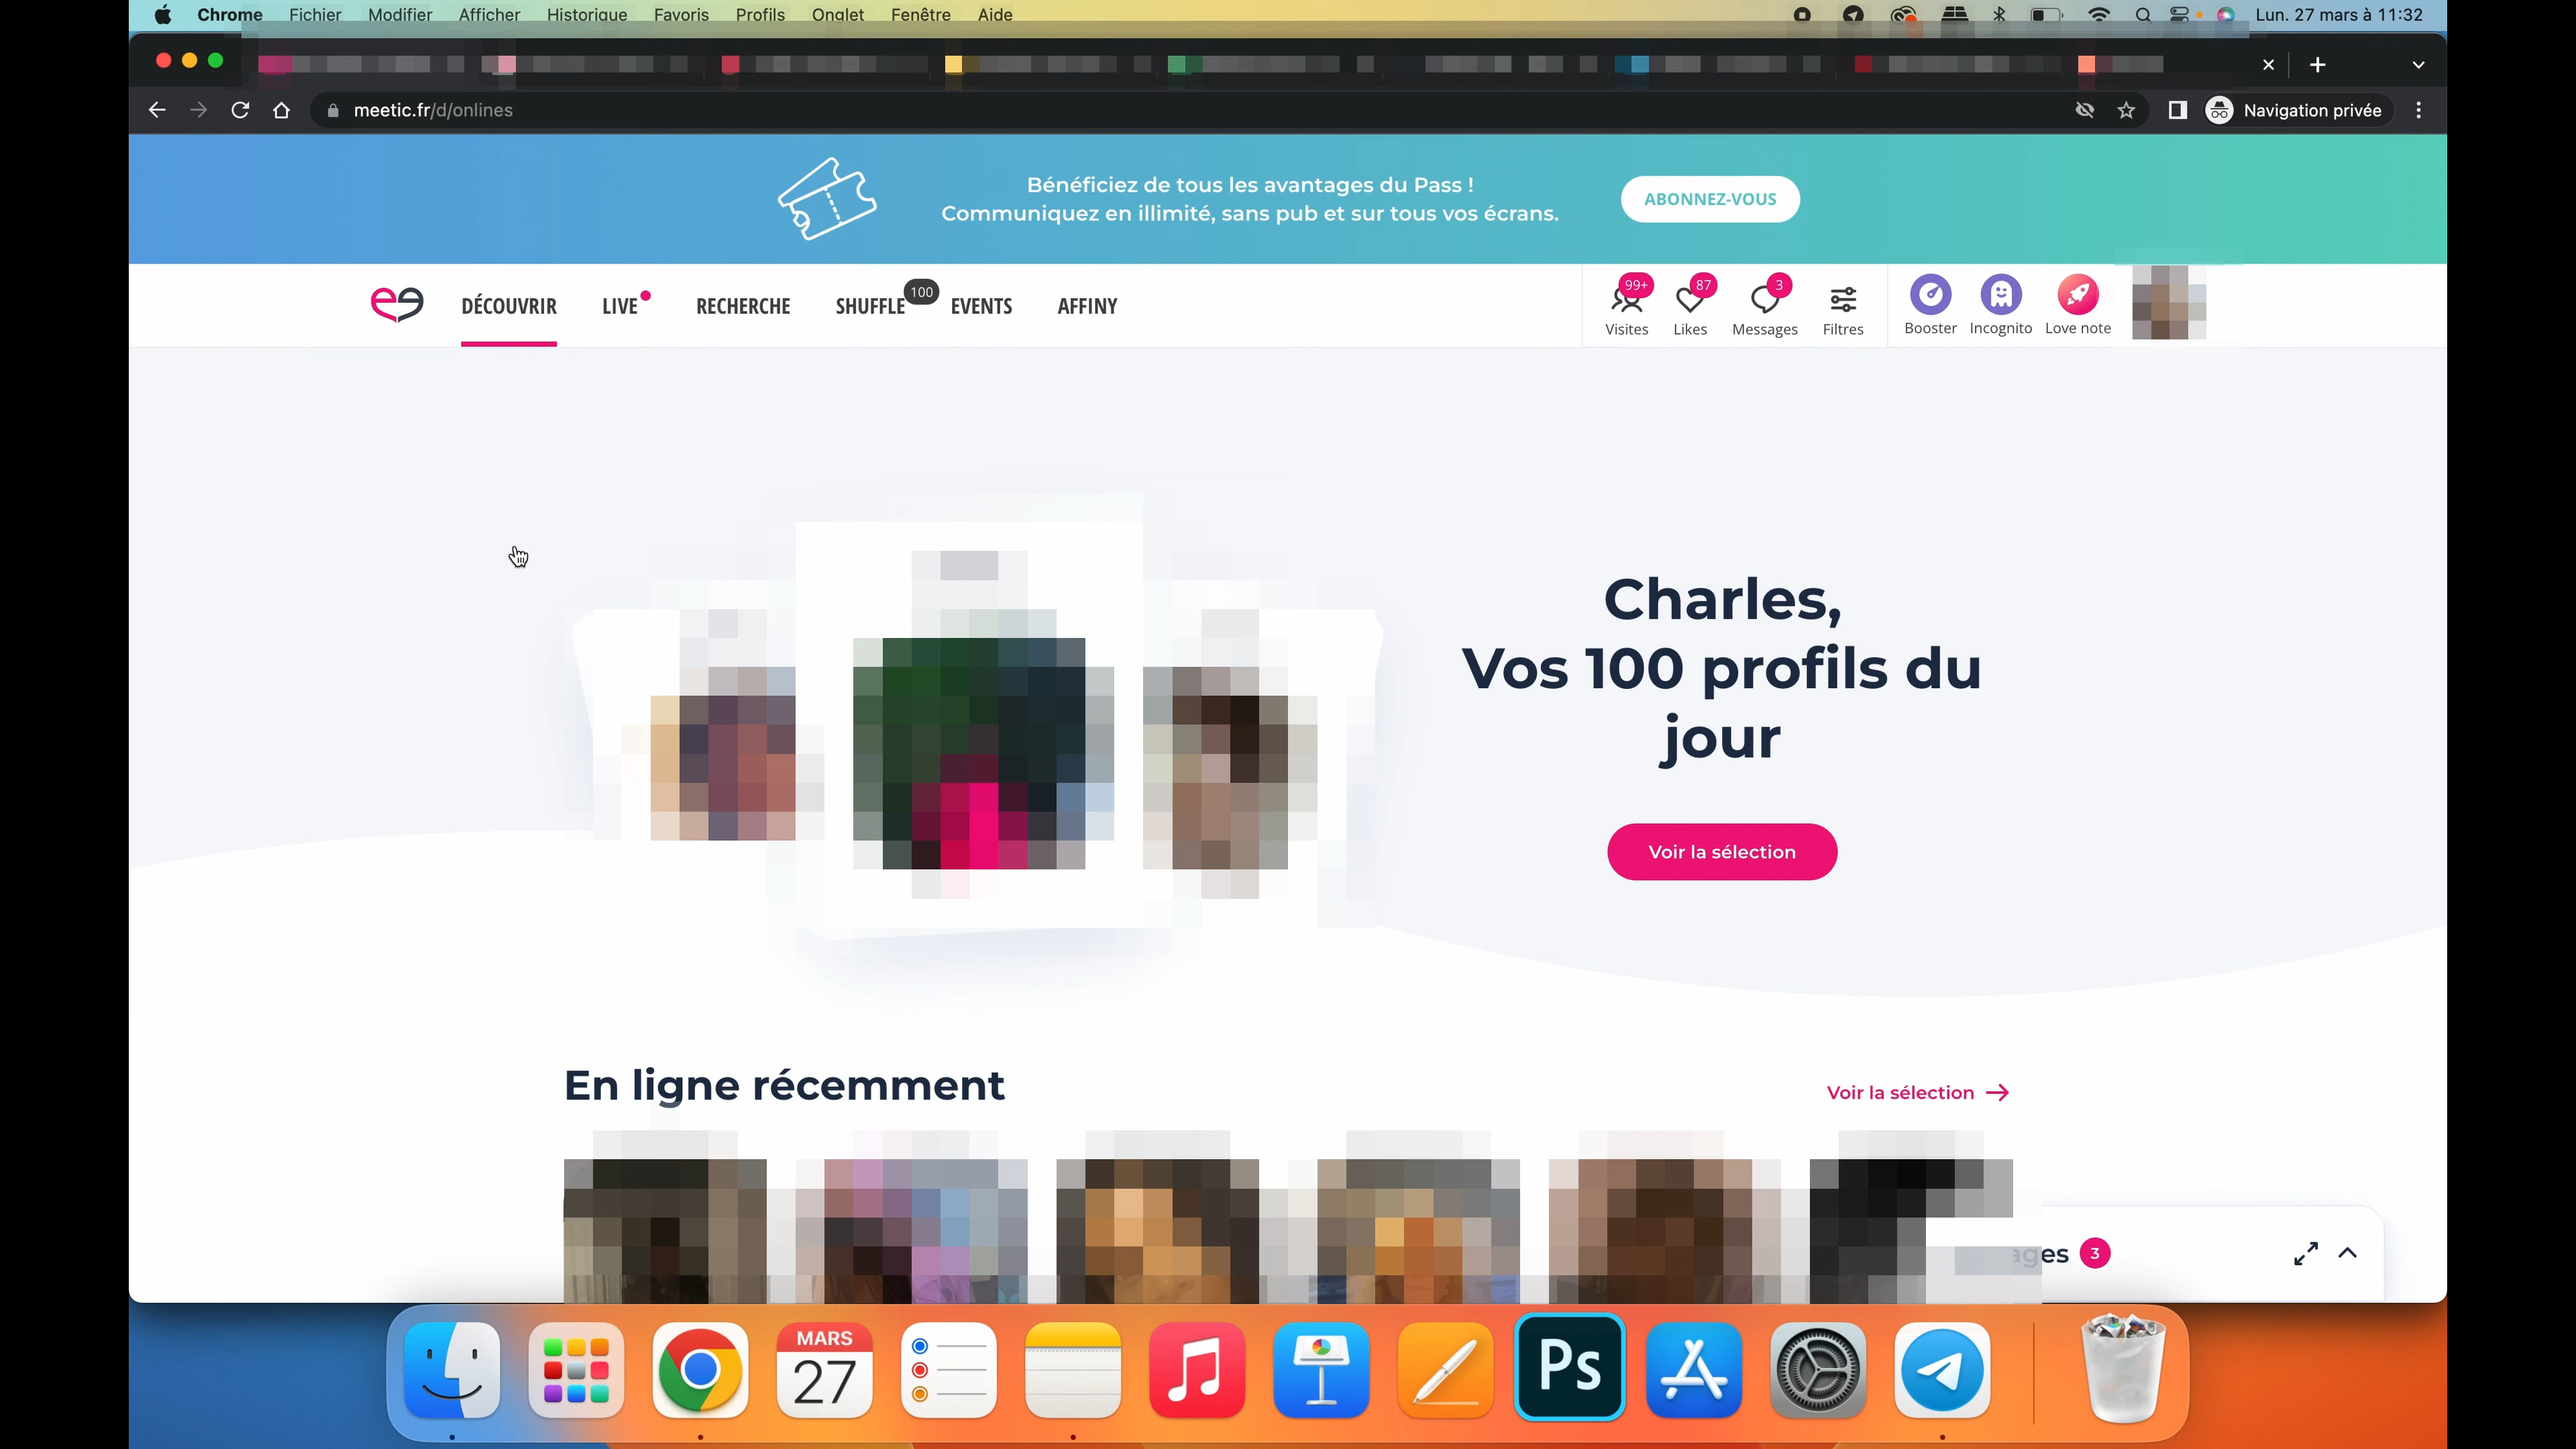 Chrome Fichier Modifier Afficher Historique Favoris Profils Onglet Fenêtre Aide Lun. 27 mars à 11:32
meetic.fr/d/onlines Navigation privée
Bénéficiez de tous les avantages du Pass !
Communiquez en illimité, sans pub et sur tous vos écrans.
ABONNEZ-VOUS
DÉCOUVRIR LIVE RECHERCHE SHUFFLE 100 EVENTS AFFINY
99+ 87 3
Visites Likes Messages Filtres Booster Incognito Love note
Charles,
Vos 100 profils du
jour
Voir la sélection
En ligne récemment
Voir la sélection
3
MARS
27
Ps